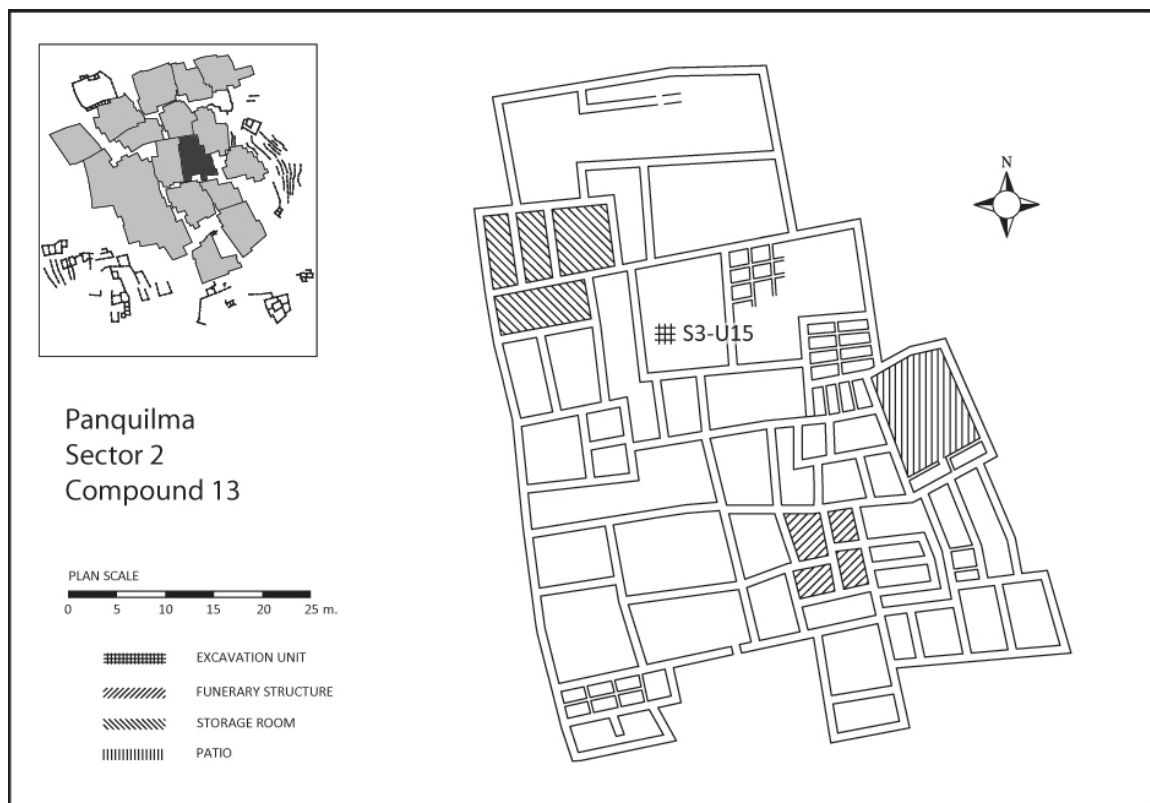 N
S3-U15
Panquilma
Sector 2
Compound 13
PLAN SCALE
0 5 10 15 20 25 m.
EXCAVATION UNIT
FUNERARY STRUCTURE
STORAGE ROOM
PATIO